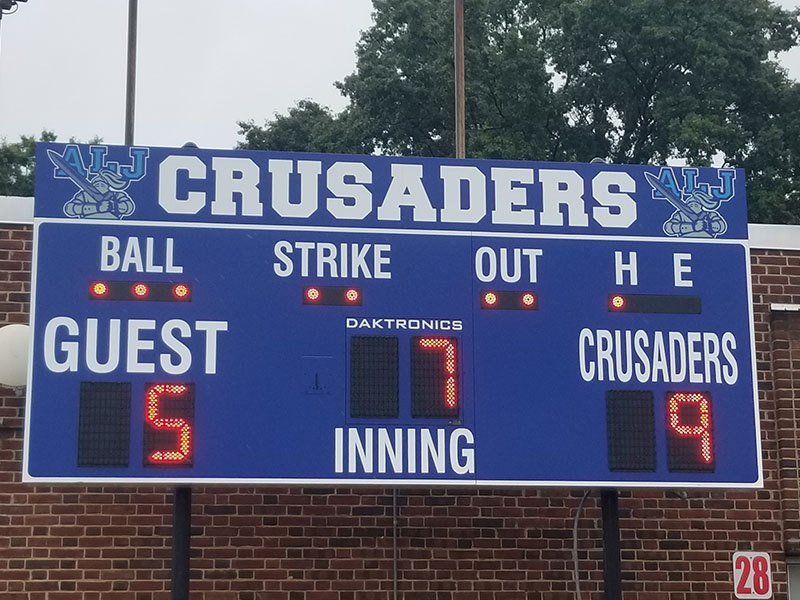 ALJ CRUSADERS ALJ
BALL STRIKE OUT H E
GUEST DAKTRONICS CRUSADERS
5 7 9
INNING
28